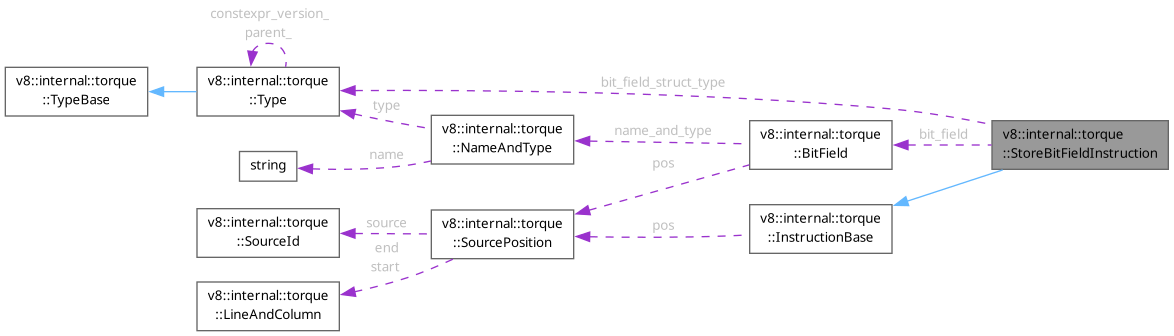 constexpr_version_
parent_
v8::internal::torque
::TypeBase
v8::internal::torque
::Type
bit_field_struct_type
type
v8::internal::torque
::NameAndType
name_and_type
v8::internal::torque
::BitField
bit_field
v8::internal::torque
::StoreBitFieldInstruction
string
name
pos
v8::internal::torque
::SourceId
source
v8::internal::torque
::SourcePosition
pos
v8::internal::torque
::InstructionBase
end
start
v8::internal::torque
::LineAndColumn